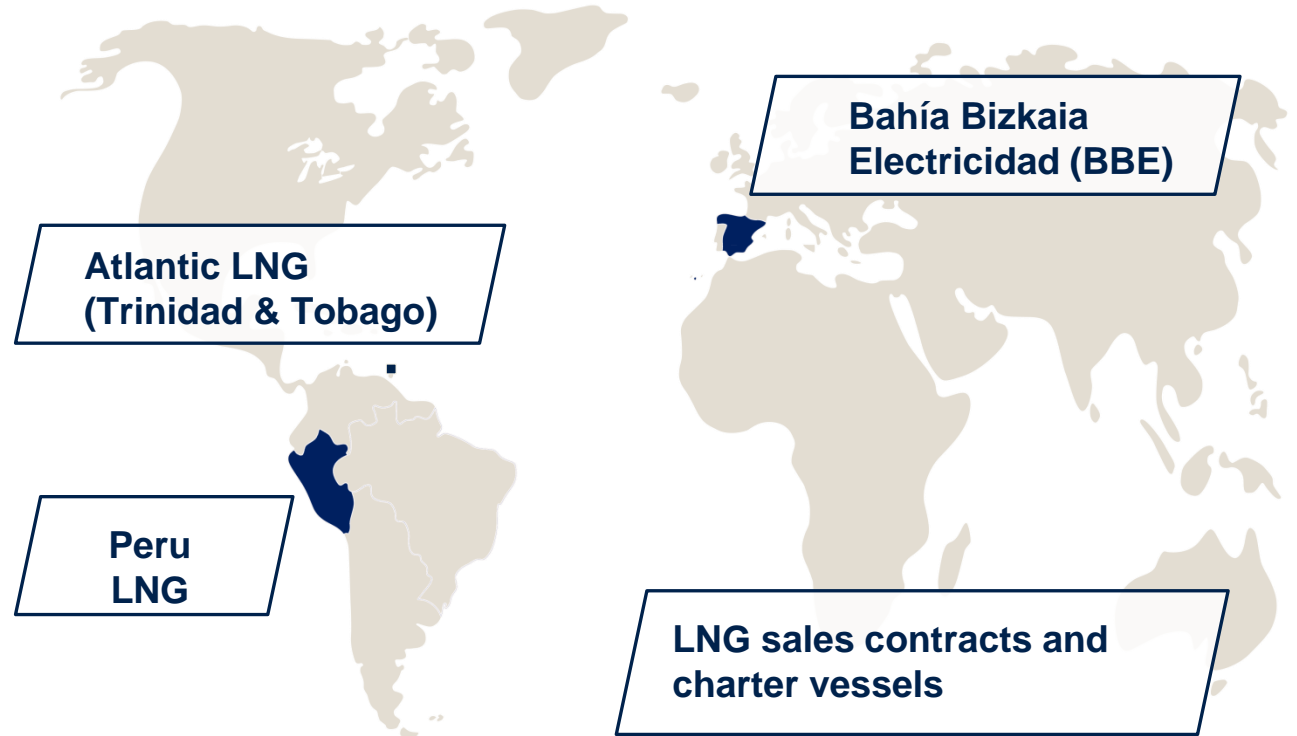 Bahía Bizkaia
Electricidad (BBE)
Atlantic LNG
(Trinidad & Tobago)
Peru
LNG
LNG sales contracts and
charter vessels